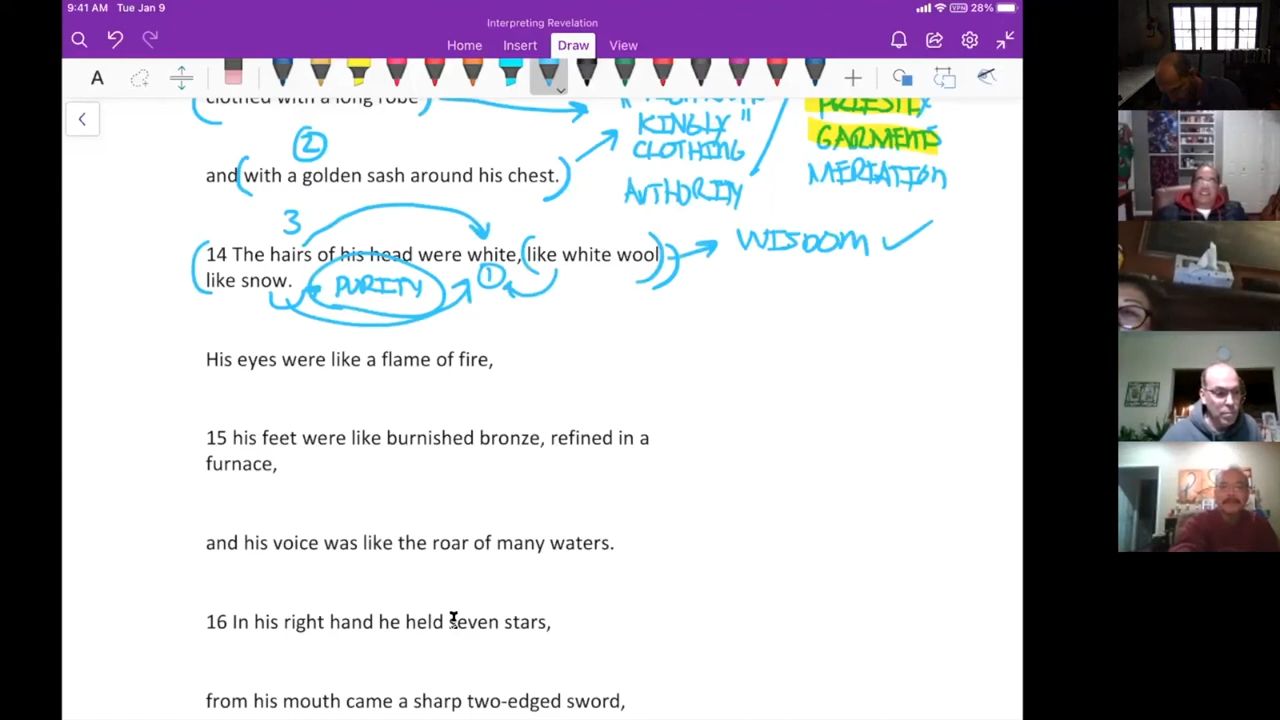 9:41 AM Tue Jan 9
VPN 28%
Interpreting Revelation
Home Insert Draw View
A
clothed with a long robe
KINGLY"
CLOTHING
AUTHORITY
PRIESTLY
GARMENTS
MEDIATION
2
and with a golden sash around his chest.
3
14 The hairs of his head were white, like white wool
like snow.
PURITY
1
WISDOM
His eyes were like a flame of fire,
15 his feet were like burnished bronze, refined in a
furnace,
and his voice was like the roar of many waters.
16 In his right hand he held seven stars,
from his mouth came a sharp two-edged sword,